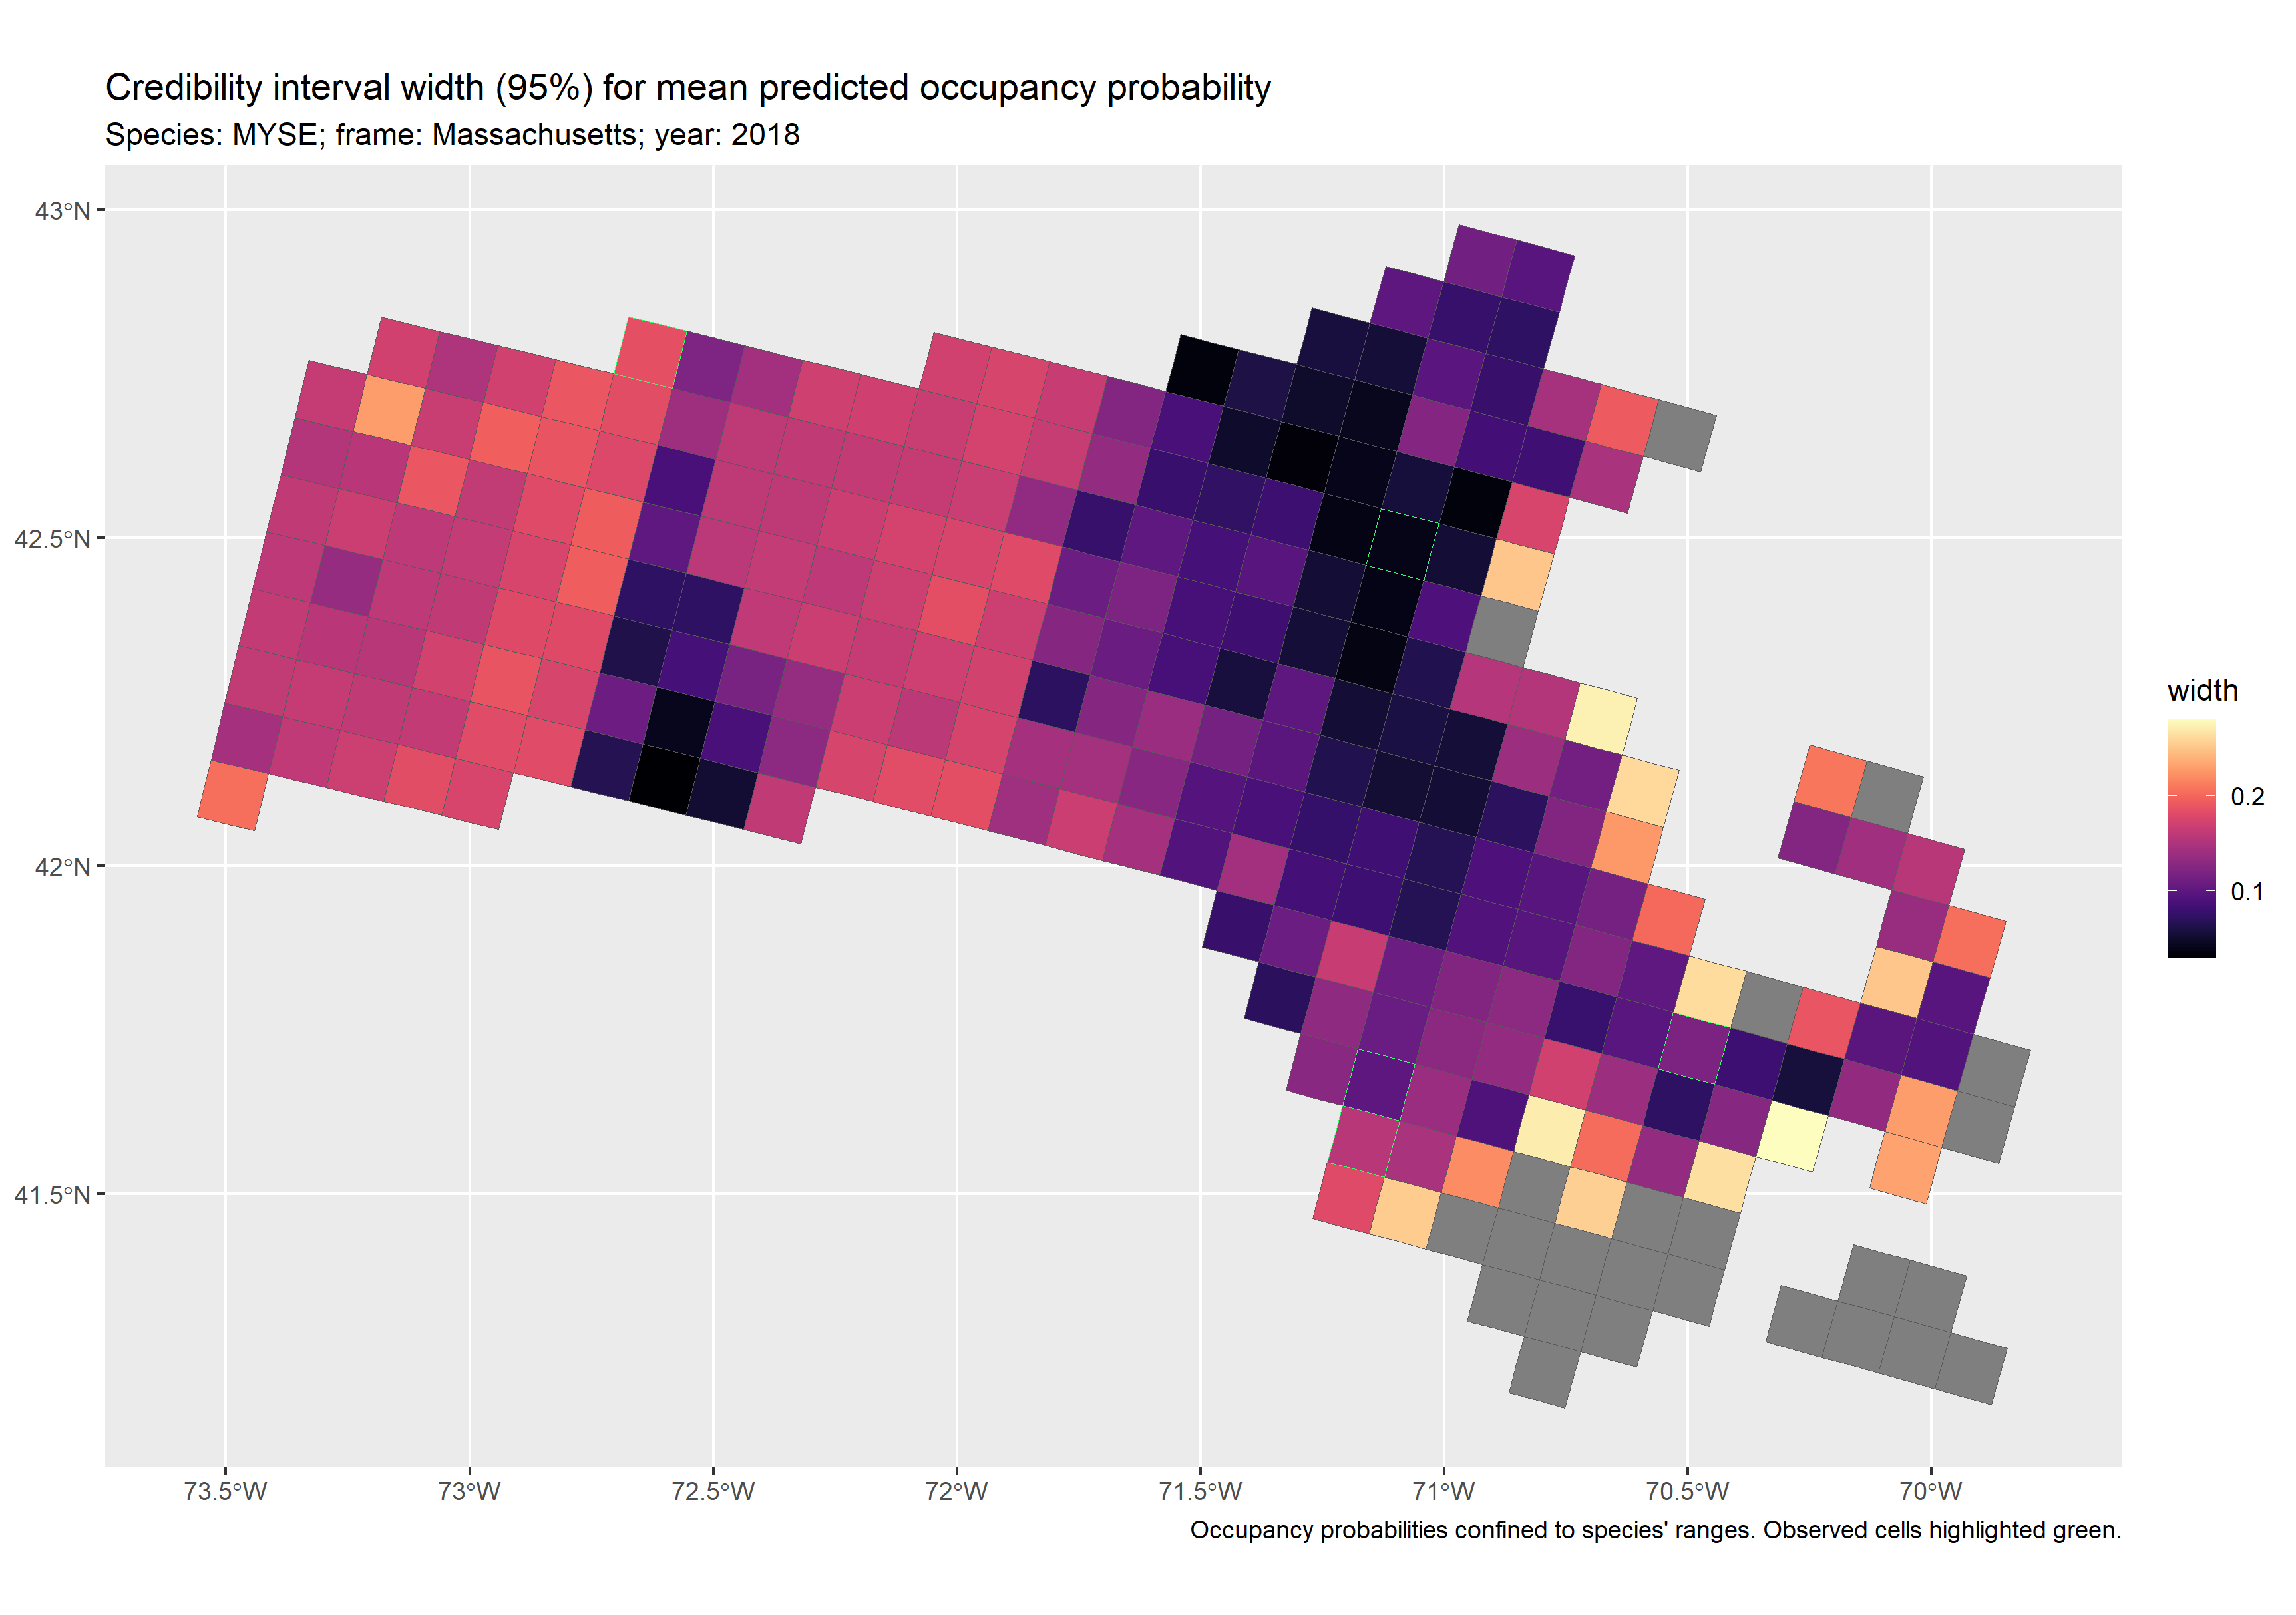 Credibility interval width (95%) for mean predicted occupancy probability
Species: MYSE; frame: Massachusetts; year: 2018
43°N
42.5°N
42°N
41.5°N
73.5°W
73°W
72.5°W
72°W
71.5°W
71°W
70.5°W
70°W
width
0.2
0.1
Occupancy probabilities confined to species' ranges. Observed cells highlighted green.